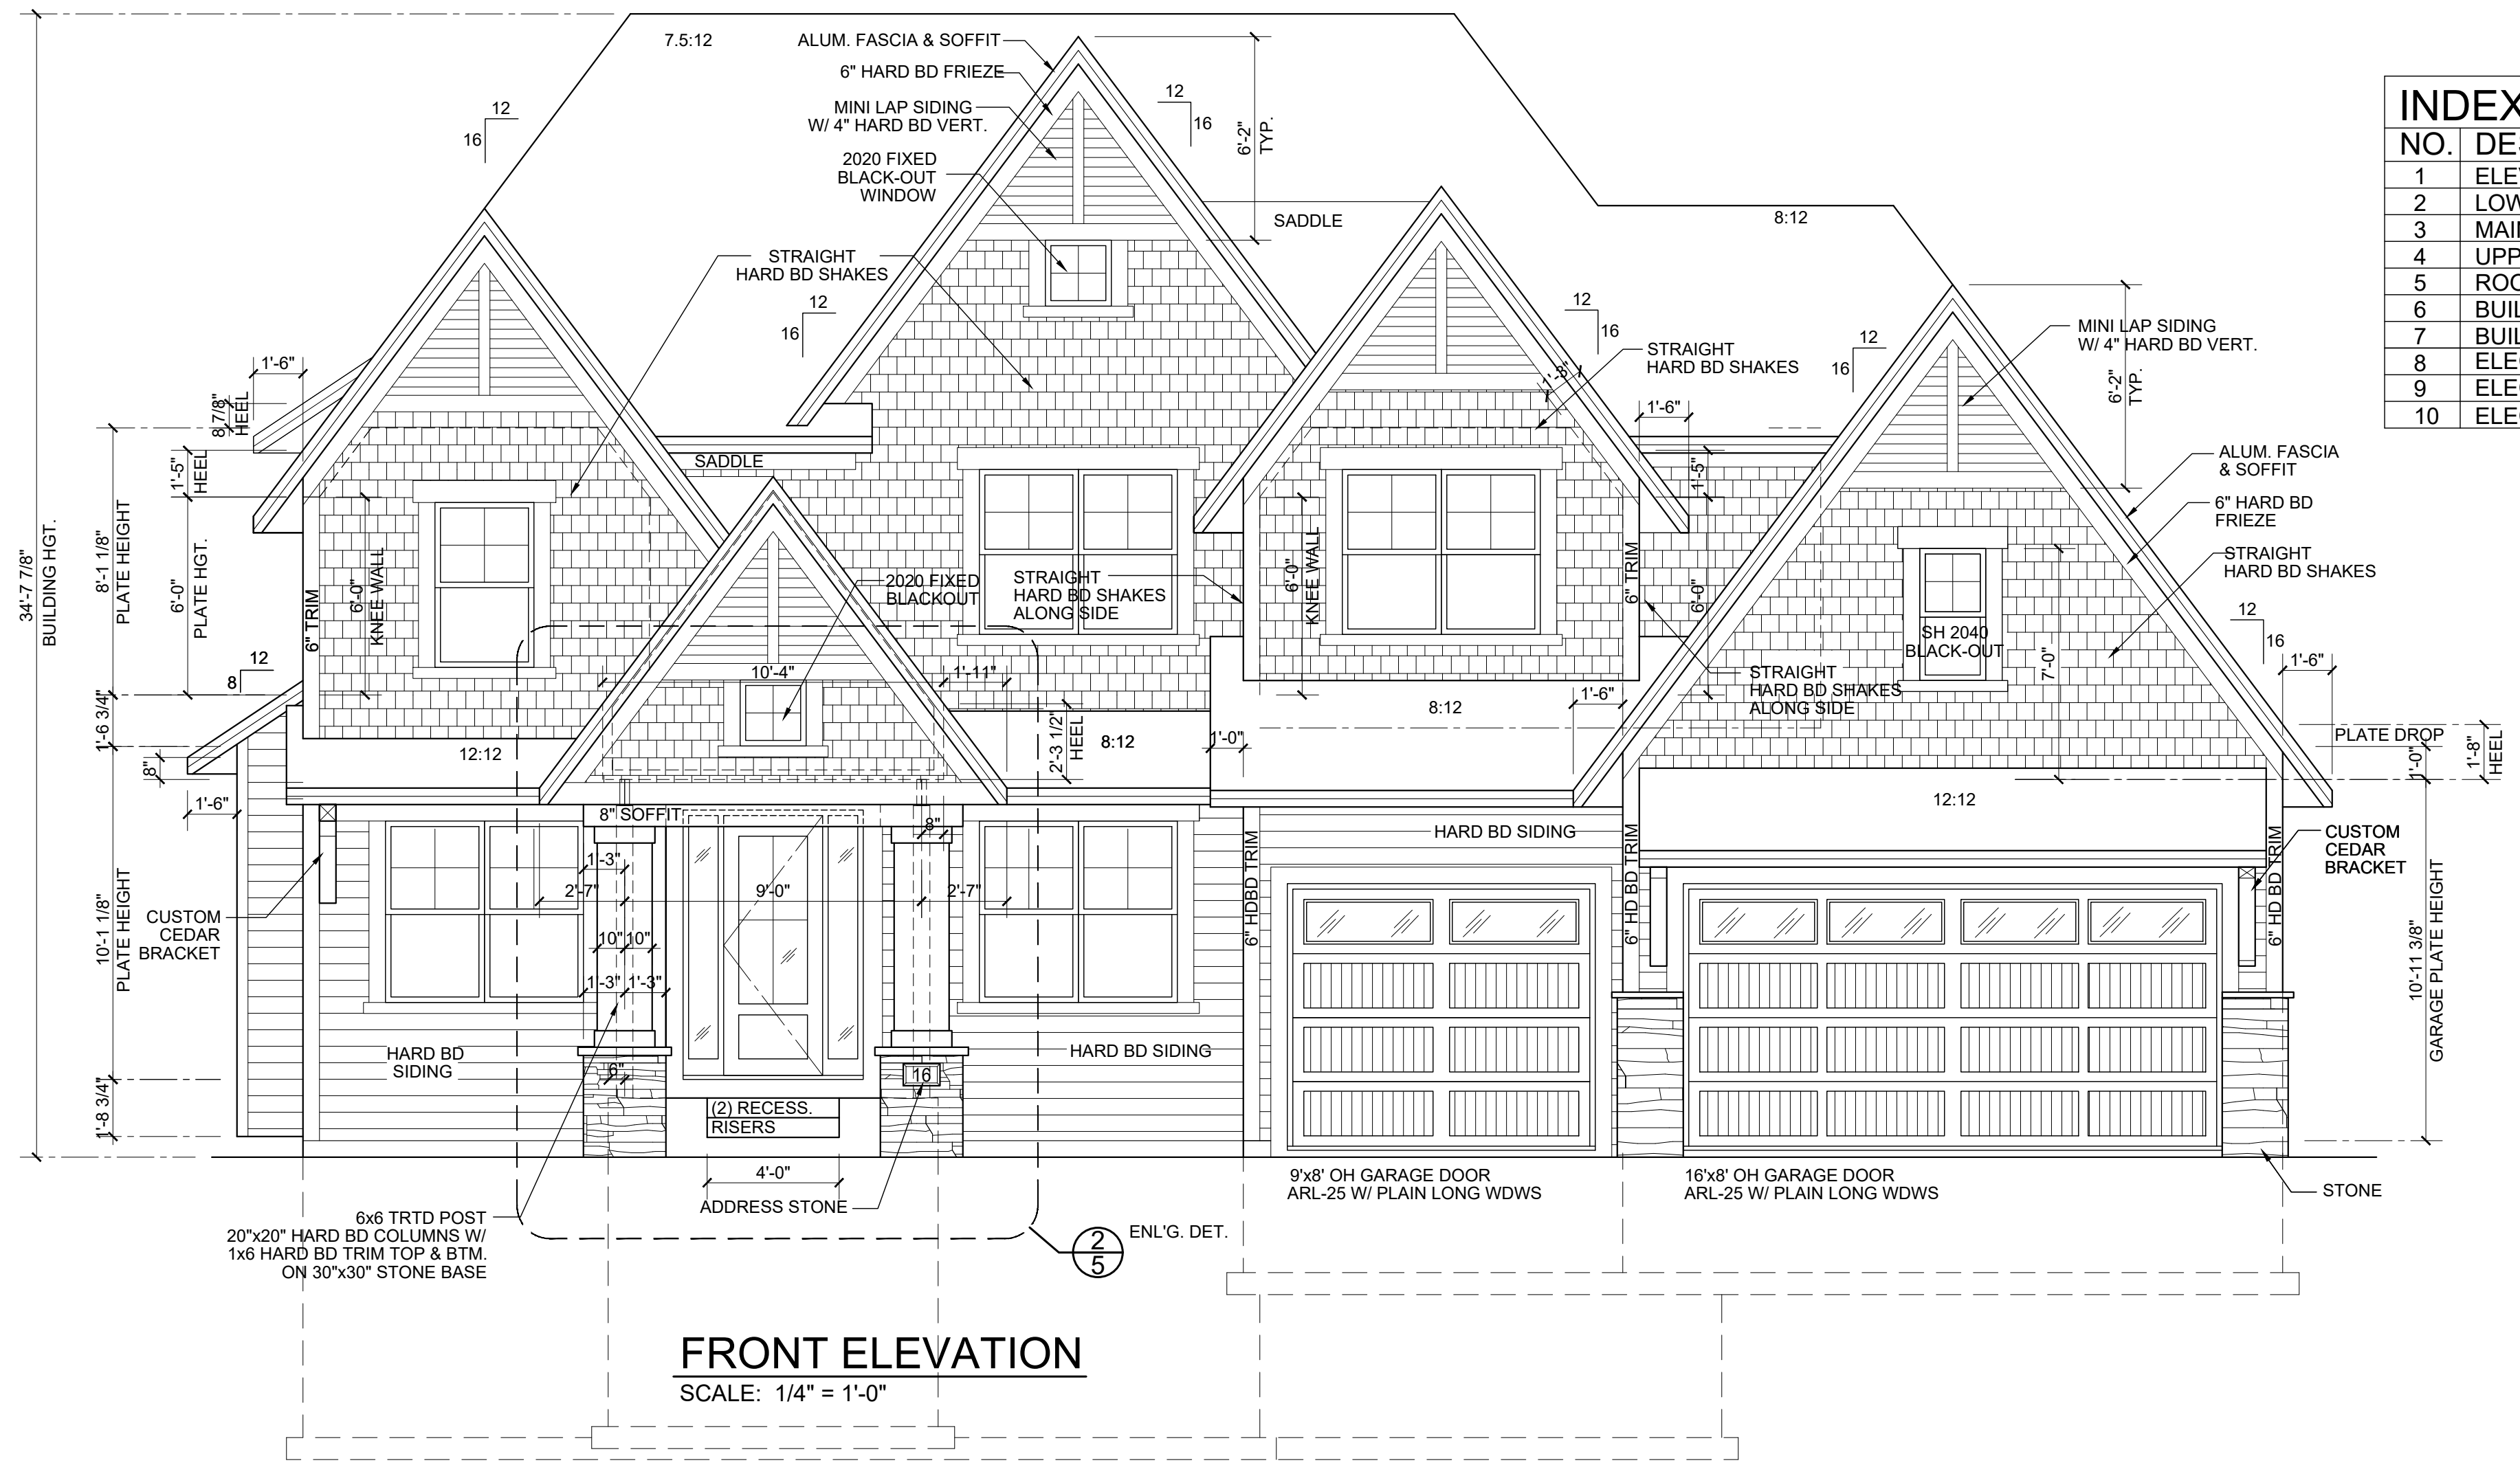 7.5:12
ALUM. FASCIA & SOFFIT
6" HARD BD FRIEZE
MINI LAP SIDING
W/ 4" HARD BD VERT.
2020 FIXED
BLACK-OUT
WINDOW
12
16
12
16
6'-2"
TYP.
SADDLE
8:12
STRAIGHT
HARD BD SHAKES
12
16
12
16
12
16
STRAIGHT
HARD BD SHAKES
1'-3"
1'-6"
MINI LAP SIDING
W/ 4" HARD BD VERT.
6'-2"
TYP.
INDEX
NO.
1
2
3
4
5
6
7
8
9
10
ALUM. FASCIA
& SOFFIT
6" HARD BD
FRIEZE
STRAIGHT
HARD BD SHAKES
12
16
1'-6"
1'-6"
8 7/8"
HEEL
1'-5"
HEEL
8'-1 1/8"
PLATE HEIGHT
6'-0"
PLATE HGT.
34'-7 7/8"
BUILDING HGT.
6" TRIM
6'-0"
KNEE WALL
SADDLE
2020 FIXED
BLACKOUT
STRAIGHT
HARD BD SHAKES
ALONG SIDE
6'-0"
KNEE WALL
6" TRIM
1'-5"
6'-0"
STRAIGHT
HARD BD SHAKES
ALONG SIDE
SH 2040
BLACK-OUT
7'-0"
12
8
10'-4"
1'-11"
2'-3 1/2"
HEEL
8:12
1'-0"
8:12
1'-6"
12:12
1'-6 3/4"
8"
1'-6"
PLATE DROP
1'-0"
1'-8"
HEEL
12:12
8" SOFFIT
8"
1'-3"
2'-7"
9'-0"
2'-7"
10"
10"
1'-3"
1'-3"
6"
10'-1 1/8"
PLATE HEIGHT
CUSTOM
CEDAR
BRACKET
HARD BD
SIDING
HARD BD SIDING
HARD BD SIDING
6" HDBD TRIM
6" HD BD TRIM
6" HD BD TRIM
CUSTOM
CEDAR
BRACKET
10'-11 3/8"
GARAGE PLATE HEIGHT
1'-8 3/4"
16
(2) RECESS.
RISERS
4'-0"
ADDRESS STONE
9'x8' OH GARAGE DOOR
ARL-25 W/ PLAIN LONG WDWS
16'x8' OH GARAGE DOOR
ARL-25 W/ PLAIN LONG WDWS
STONE
6x6 TRTD POST
20"x20" HARD BD COLUMNS W/
1x6 HARD BD TRIM TOP & BTM.
ON 30"x30" STONE BASE
2
5
ENL'G. DET.
FRONT ELEVATION
SCALE: 1/4" = 1'-0"